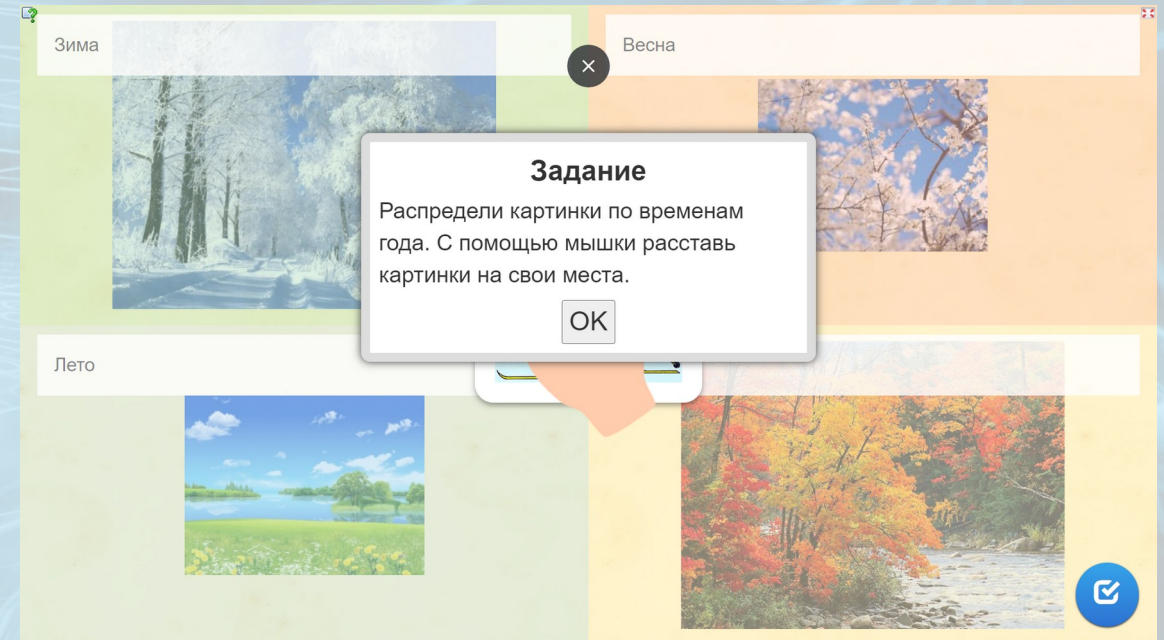 Зима
Весна
Задание
Распредели картинки по временам
года. С помощью мышки расставь
картинки на свои места.
OK
Лето